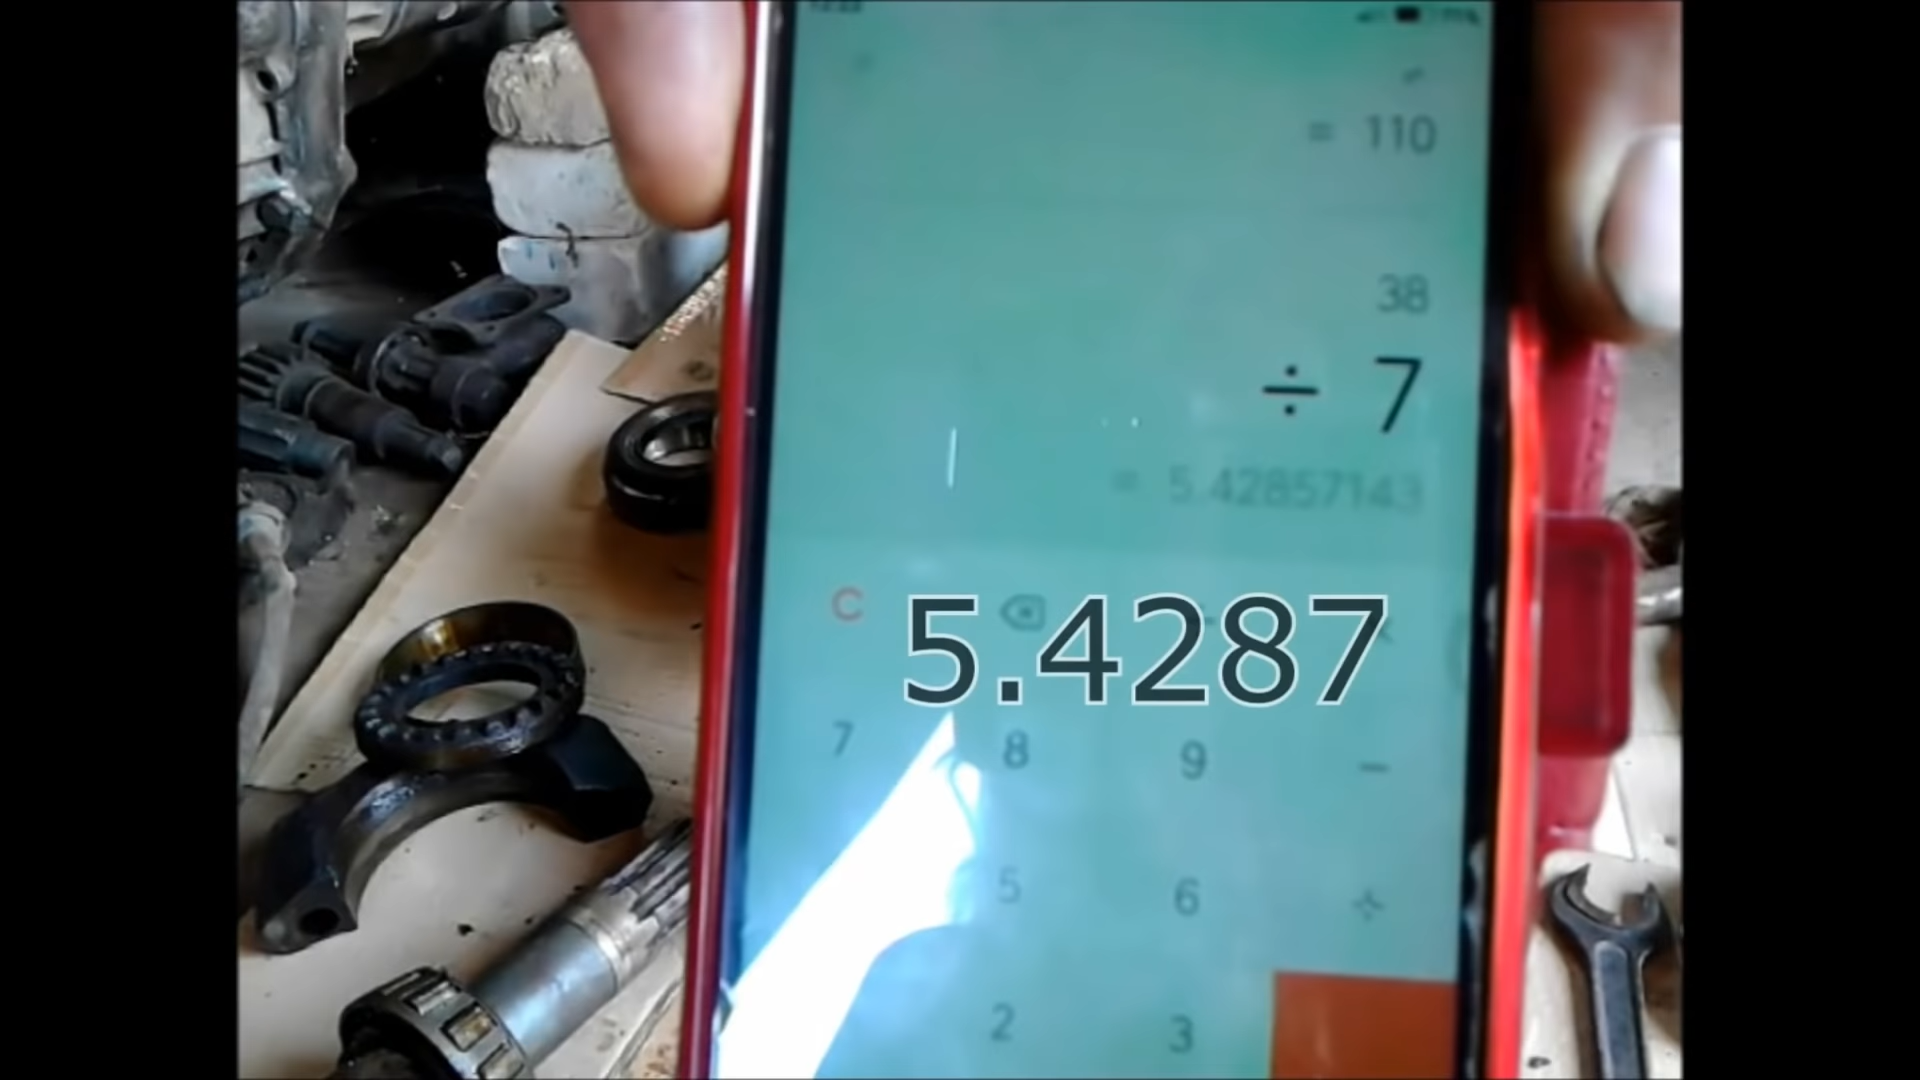 = 110
38
÷ 7
= 5.42857143
C
5.4287
7 8 9 −
5 6 ÷
2 3